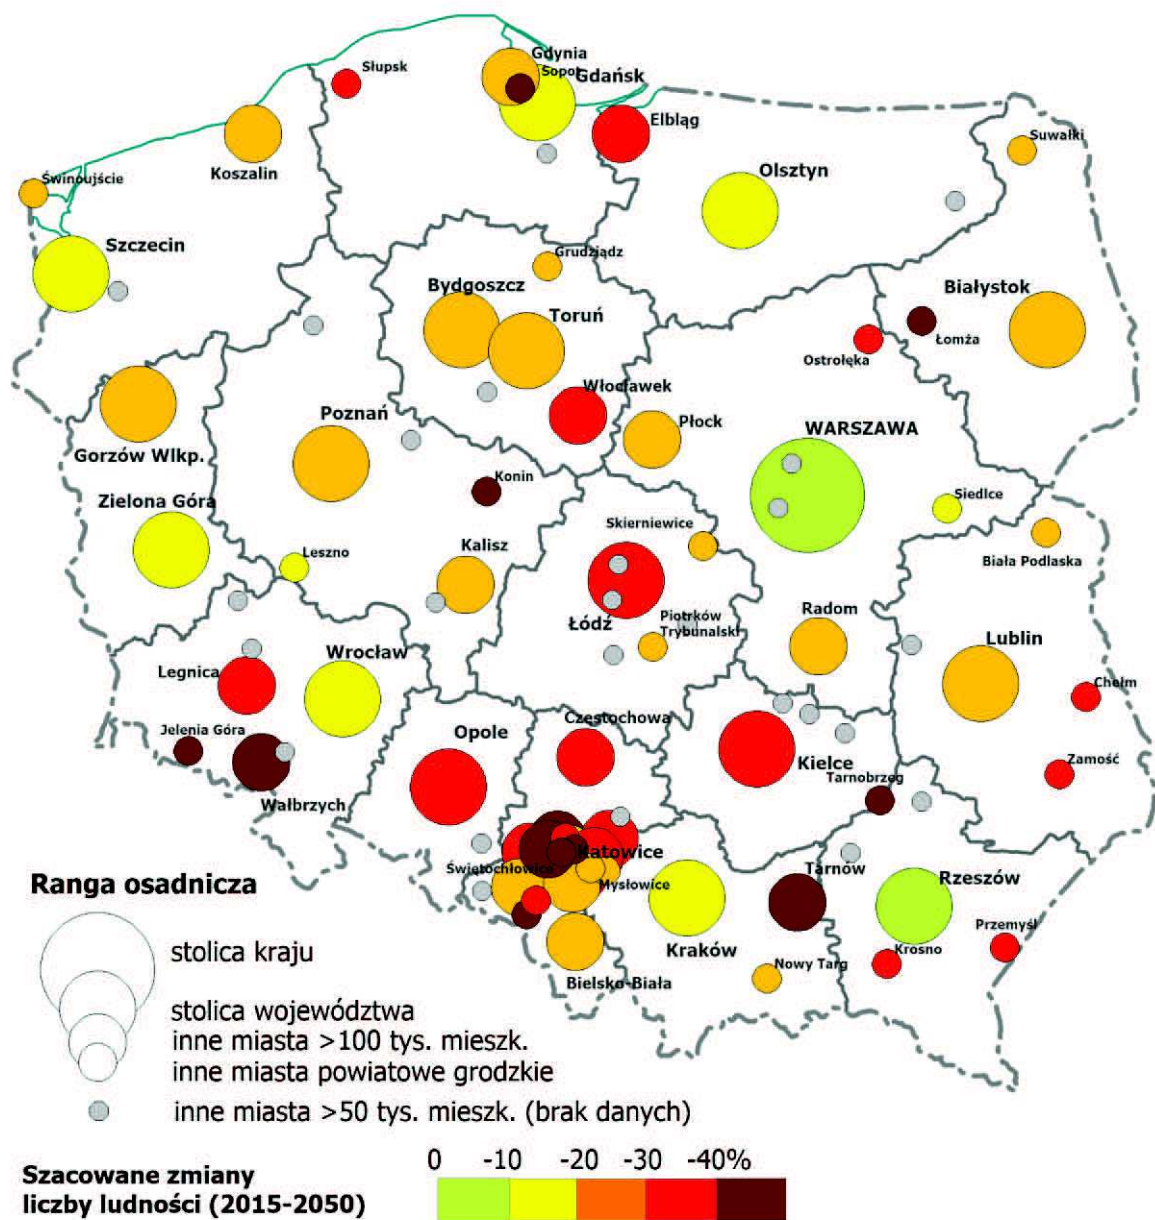 Słupsk
Gdynia
Sopot
Gdańsk
Elbląg
Suwałki
Koszalin
Świnoujście
Olsztyn
Szczecin
Grudziądz
Bydgoszcz
Białystok
Toruń
Łomża
Ostrołęka
Włocławek
Poznań
Płock
WARSZAWA
Gorzów Wlkp.
Konin
Siedlce
Zielona Góra
Skierniewice
Leszno
Kalisz
Biała Podlaska
Radom
Piotrków
Trybunalski
Łódź
Lublin
Wrocław
Legnica
Chełm
Częstochowa
Jelenia Góra
Opole
Kielce
Zamość
Tarnobrzeg
Wałbrzych
Katowice
Świętochłowice
Mysłowice
Tarnów
Rzeszów
Przemyśl
Kraków
Krosno
Nowy Targ
Bielsko-Biała
Ranga osadnicza
stolica kraju
stolica województwa
inne miasta >100 tys. mieszk.
inne miasta powiatowe grodzkie
inne miasta >50 tys. mieszk. (brak danych)
Szacowane zmiany
liczby ludności (2015-2050)
0 -10 -20 -30 -40%